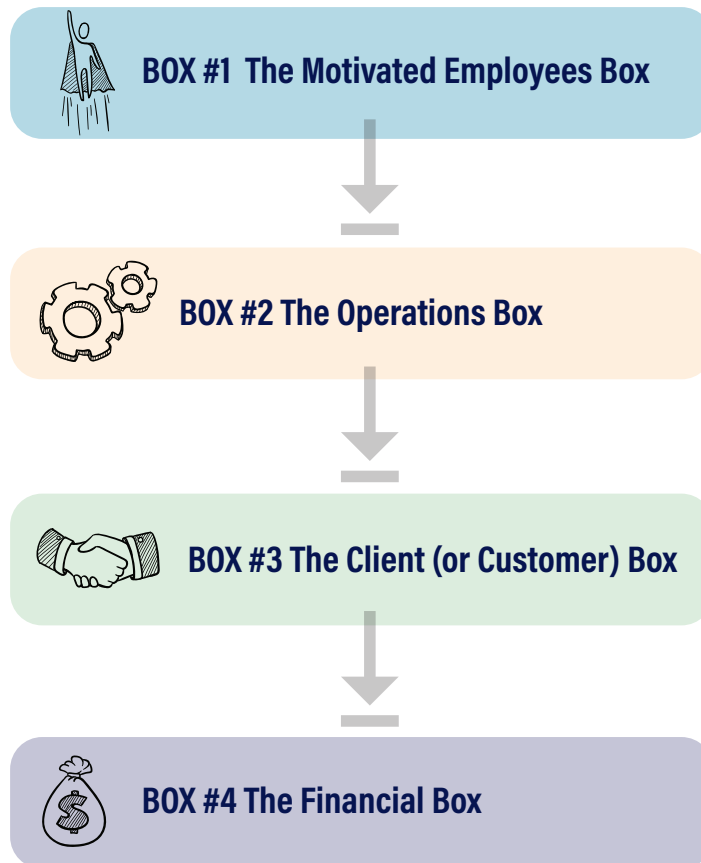 BOX #1 The Motivated Employees Box
BOX #2 The Operations Box
BOX #3 The Client (or Customer) Box
$
BOX #4 The Financial Box